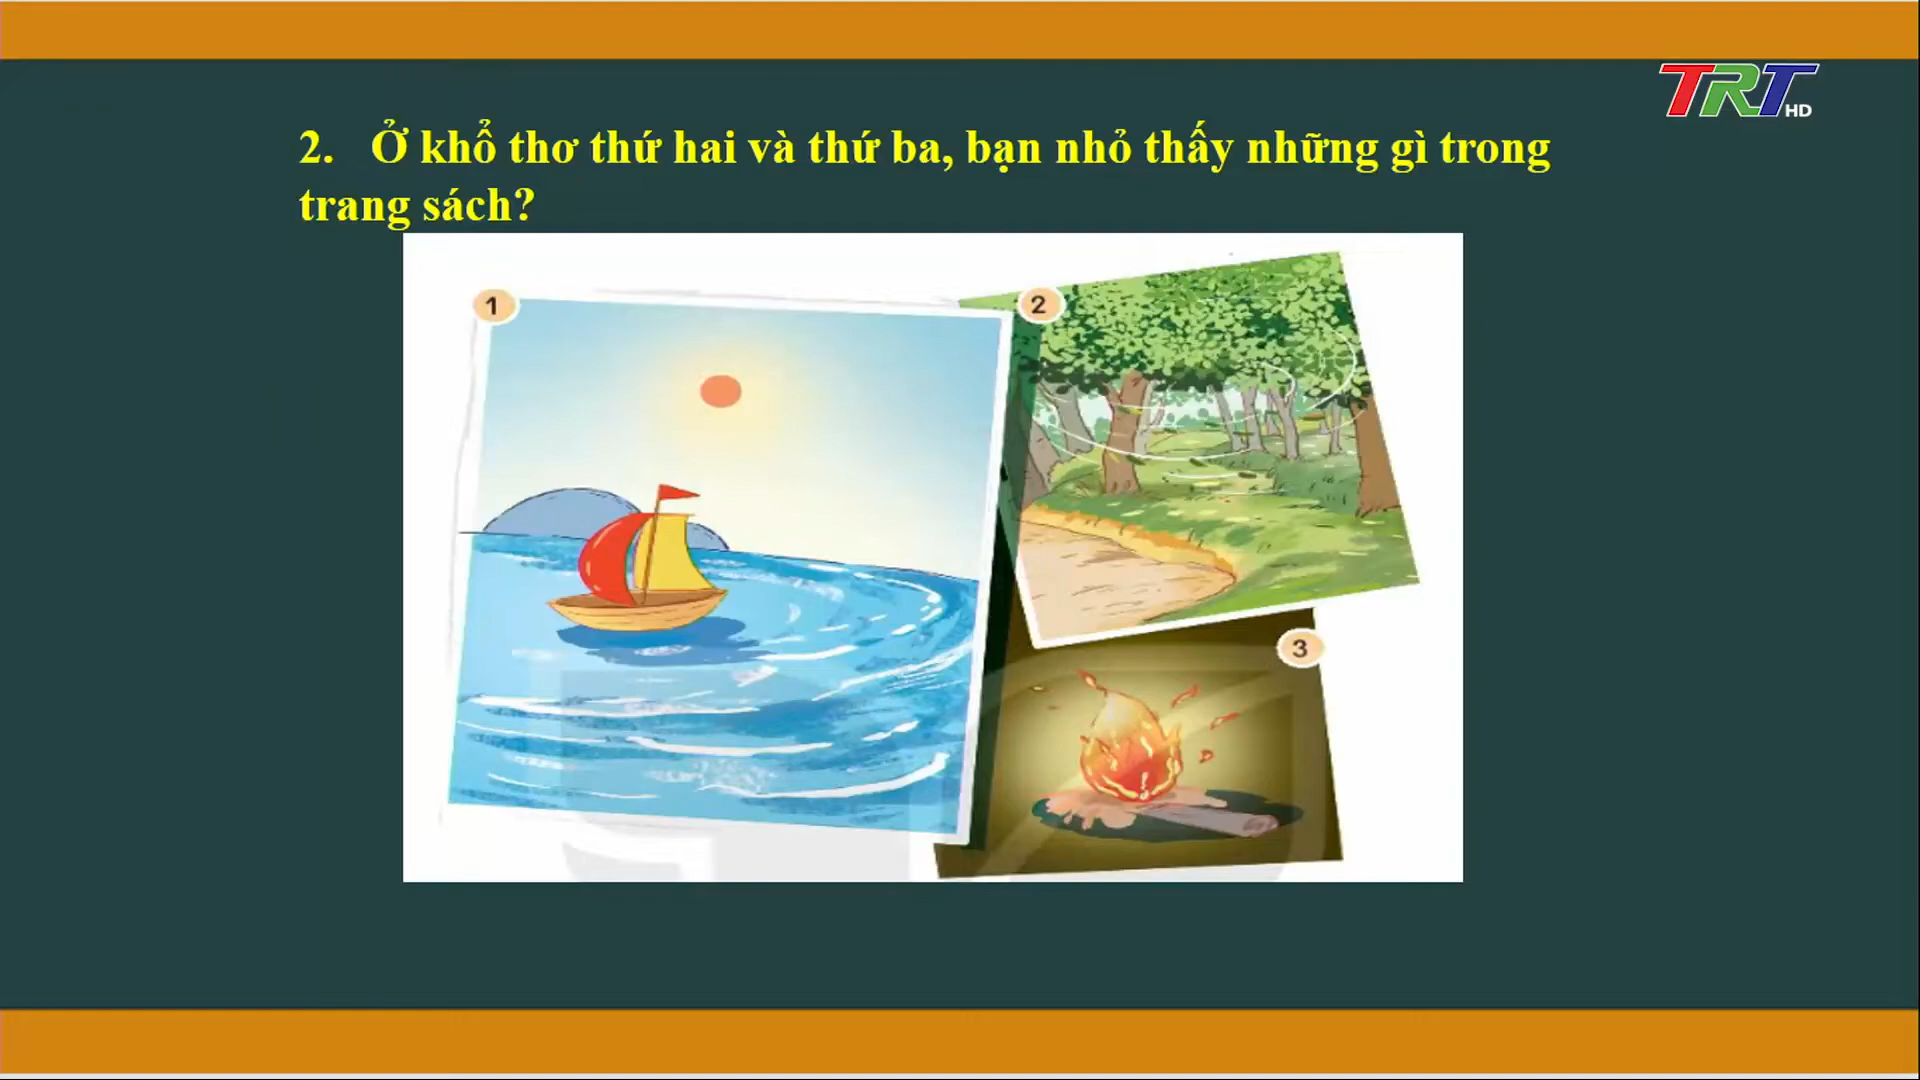 TRT HD
2. Ở khổ thơ thứ hai và thứ ba, bạn nhỏ thấy những gì trong
trang sách?
1
2
3